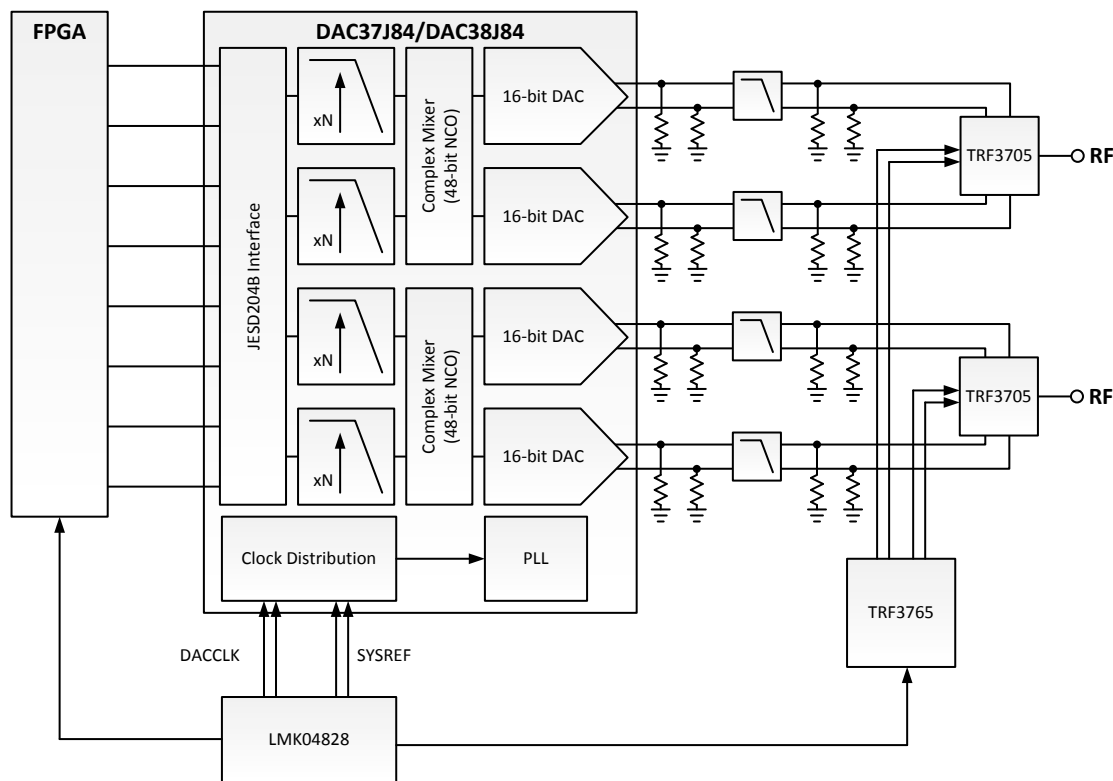 FPGA
DAC37J84/DAC38J84
JESD204B Interface
xN
Complex Mixer
(48-bit NCO)
16-bit DAC
xN
16-bit DAC
xN
Complex Mixer
(48-bit NCO)
16-bit DAC
xN
16-bit DAC
TRF3705
RF
TRF3705
RF
Clock Distribution
PLL
TRF3765
DACCLK
SYSREF
LMK04828